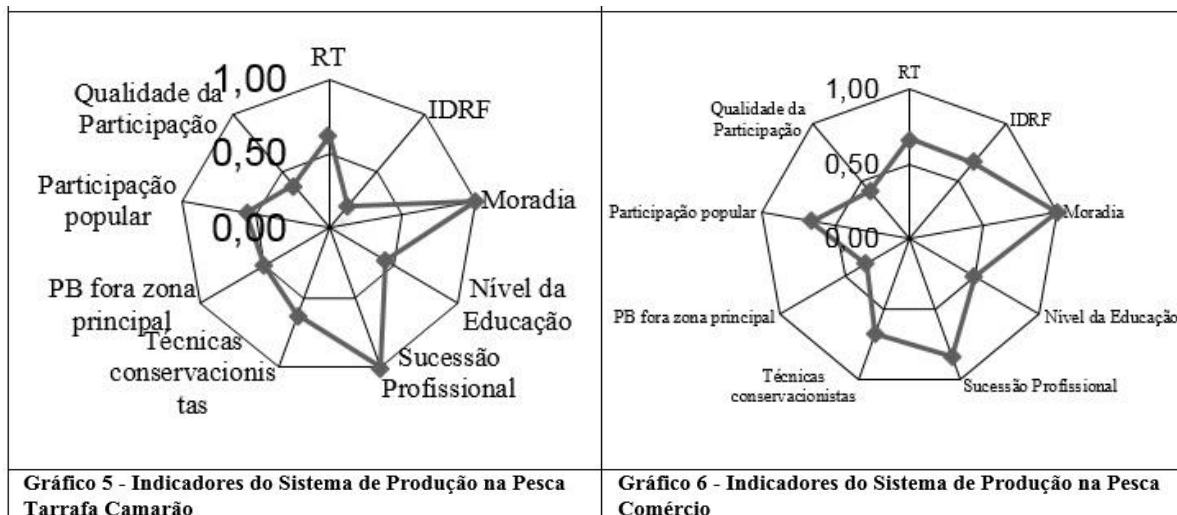 RT
1,00
Qualidade da
Participação
IDRF
0,50
Participação
popular
Moradia
0,00
PB fora zona
principal
Nível da
Educação
Técnicas
conservacionis
tas
Sucessão
Profissional
Gráfico 5 - Indicadores do Sistema de Produção na Pesca
Tarrafa Camarão
RT
1,00
Qualidade da
Participação
IDRF
0,50
Participação popular
Moradia
0,00
PB fora zona principal
Nível da Educação
Técnicas
conservacionistas
Sucessão Profissional
Gráfico 6 - Indicadores do Sistema de Produção na Pesca
Comércio